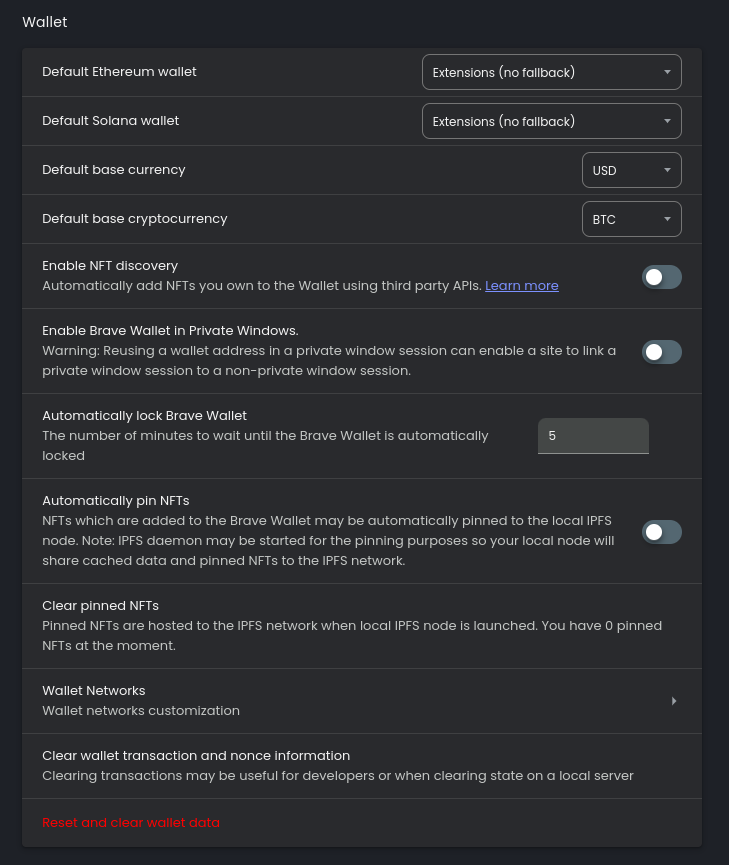 Wallet
Default Ethereum wallet
Extensions (no fallback)
Default Solana wallet
Extensions (no fallback)
Default base currency
USD
Default base cryptocurrency
BTC
Enable NFT discovery
Automatically add NFTs you own to the Wallet using third party APIs. Learn more
Enable Brave Wallet in Private Windows.
Warning: Reusing a wallet address in a private window session can enable a site to link a
private window session to a non-private window session.
Automatically lock Brave Wallet
The number of minutes to wait until the Brave Wallet is automatically
locked
5
Automatically pin NFTs
NFTs which are added to the Brave Wallet may be automatically pinned to the local IPFS
node. Note: IPFS daemon may be started for the pinning purposes so your local node will
share cached data and pinned NFTs to the IPFS network.
Clear pinned NFTs
Pinned NFTs are hosted to the IPFS network when local IPFS node is launched. You have 0 pinned
NFTs at the moment.
Wallet Networks
Wallet networks customization
Clear wallet transaction and nonce information
Clearing transactions may be useful for developers or when clearing state on a local server
Reset and clear wallet data